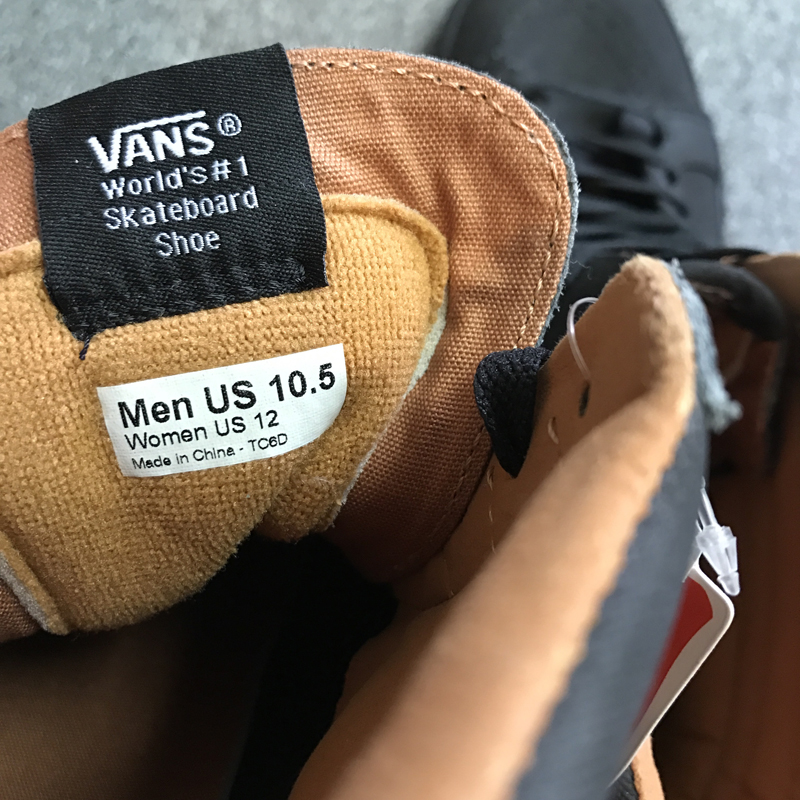 VANS®
World's #1
Skateboard
Shoe
Men US 10.5
Women US 12
Made in China - TC6D